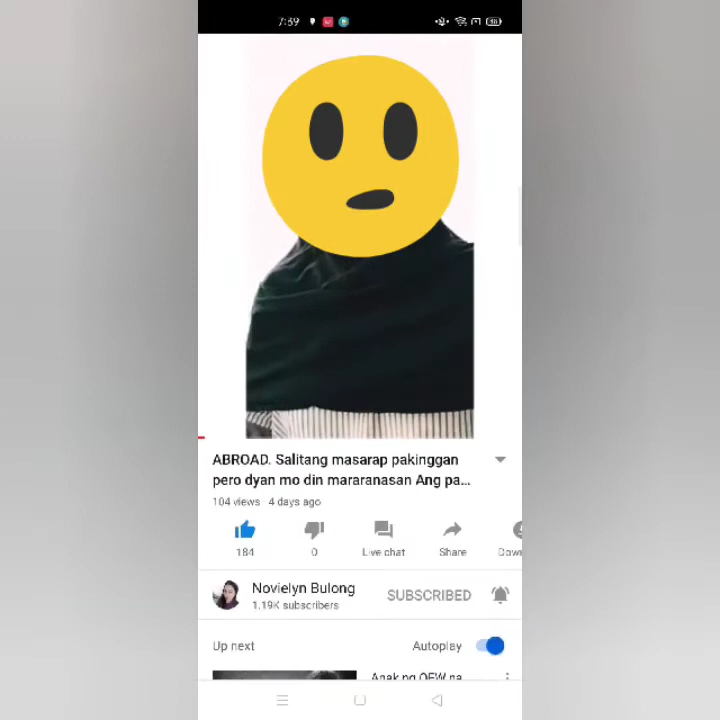 7:39
ABROAD. Salitang masarap pakinggan
pero dyan mo din mararanasan Ang pa...
104 views · 4 days ago
184
0
Live chat
Share
Novielyn Bulong
1.19K subscribers
SUBSCRIBED
Up next
Autoplay
Anak ng OFW na